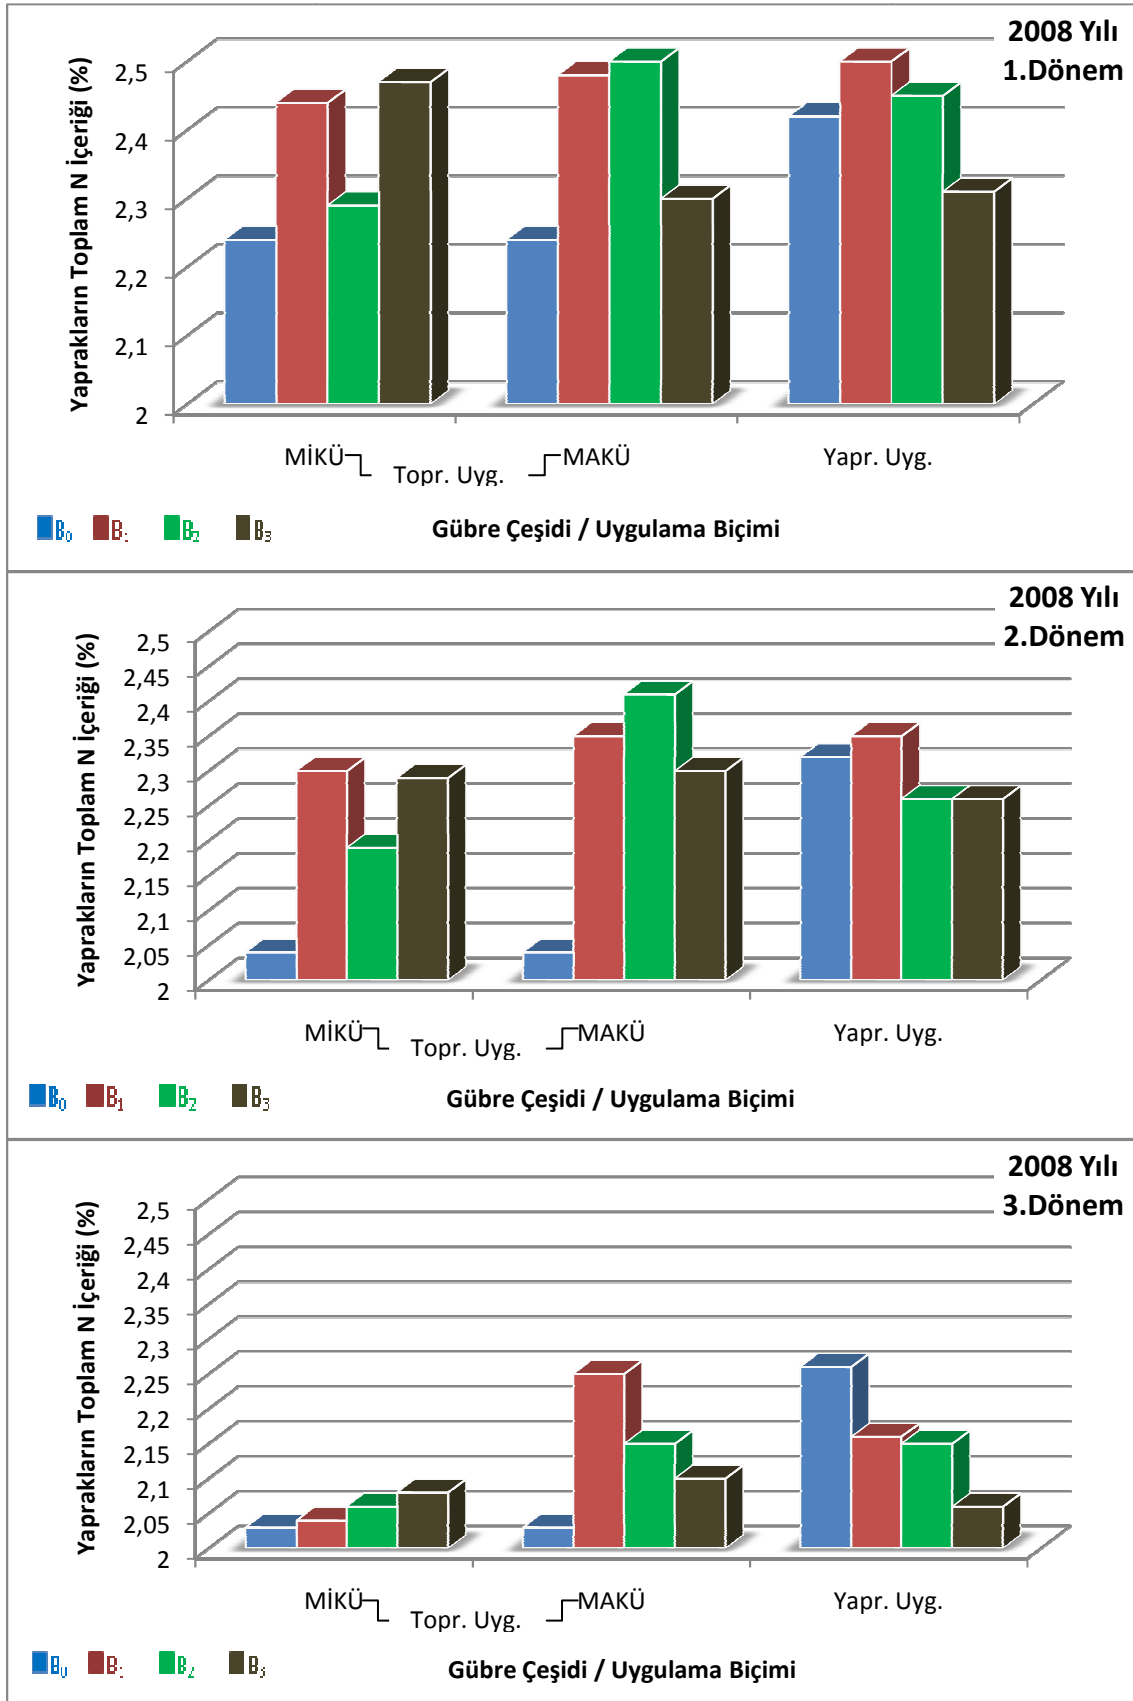 2008 Yılı
1.Dönem
Yaprakların Toplam N İçeriği (%)
2,5
2,4
2,3
2,2
2,1
2
MİKÜ
Topr. Uyg.
MAKÜ
Yapr. Uyg.
B0 B1 B2 B3
Gübre Çeşidi / Uygulama Biçimi
2008 Yılı
2.Dönem
Yaprakların Toplam N İçeriği (%)
2,5
2,45
2,4
2,35
2,3
2,25
2,2
2,15
2,1
2,05
2
MİKÜ
Topr. Uyg.
MAKÜ
Yapr. Uyg.
B0 B1 B2 B3
Gübre Çeşidi / Uygulama Biçimi
2008 Yılı
3.Dönem
Yaprakların Toplam N İçeriği (%)
2,5
2,45
2,4
2,35
2,3
2,25
2,2
2,15
2,1
2,05
2
MİKÜ
Topr. Uyg.
MAKÜ
Yapr. Uyg.
B0 B1 B2 B3
Gübre Çeşidi / Uygulama Biçimi